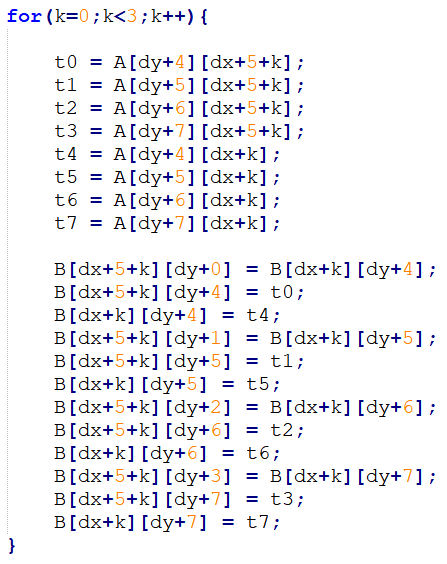 for(k=0;k<3;k++){
t0 = A[dy+4][dx+5+k];
t1 = A[dy+5][dx+5+k];
t2 = A[dy+6][dx+5+k];
t3 = A[dy+7][dx+5+k];
t4 = A[dy+4][dx+k];
t5 = A[dy+5][dx+k];
t6 = A[dy+6][dx+k];
t7 = A[dy+7][dx+k];
B[dx+5+k][dy+0] = B[dx+k][dy+4];
B[dx+5+k][dy+4] = t0;
B[dx+k][dy+4] = t4;
B[dx+5+k][dy+1] = B[dx+k][dy+5];
B[dx+5+k][dy+5] = t1;
B[dx+k][dy+5] = t5;
B[dx+5+k][dy+2] = B[dx+k][dy+6];
B[dx+5+k][dy+6] = t2;
B[dx+k][dy+6] = t6;
B[dx+5+k][dy+3] = B[dx+k][dy+7];
B[dx+5+k][dy+7] = t3;
B[dx+k][dy+7] = t7;
}